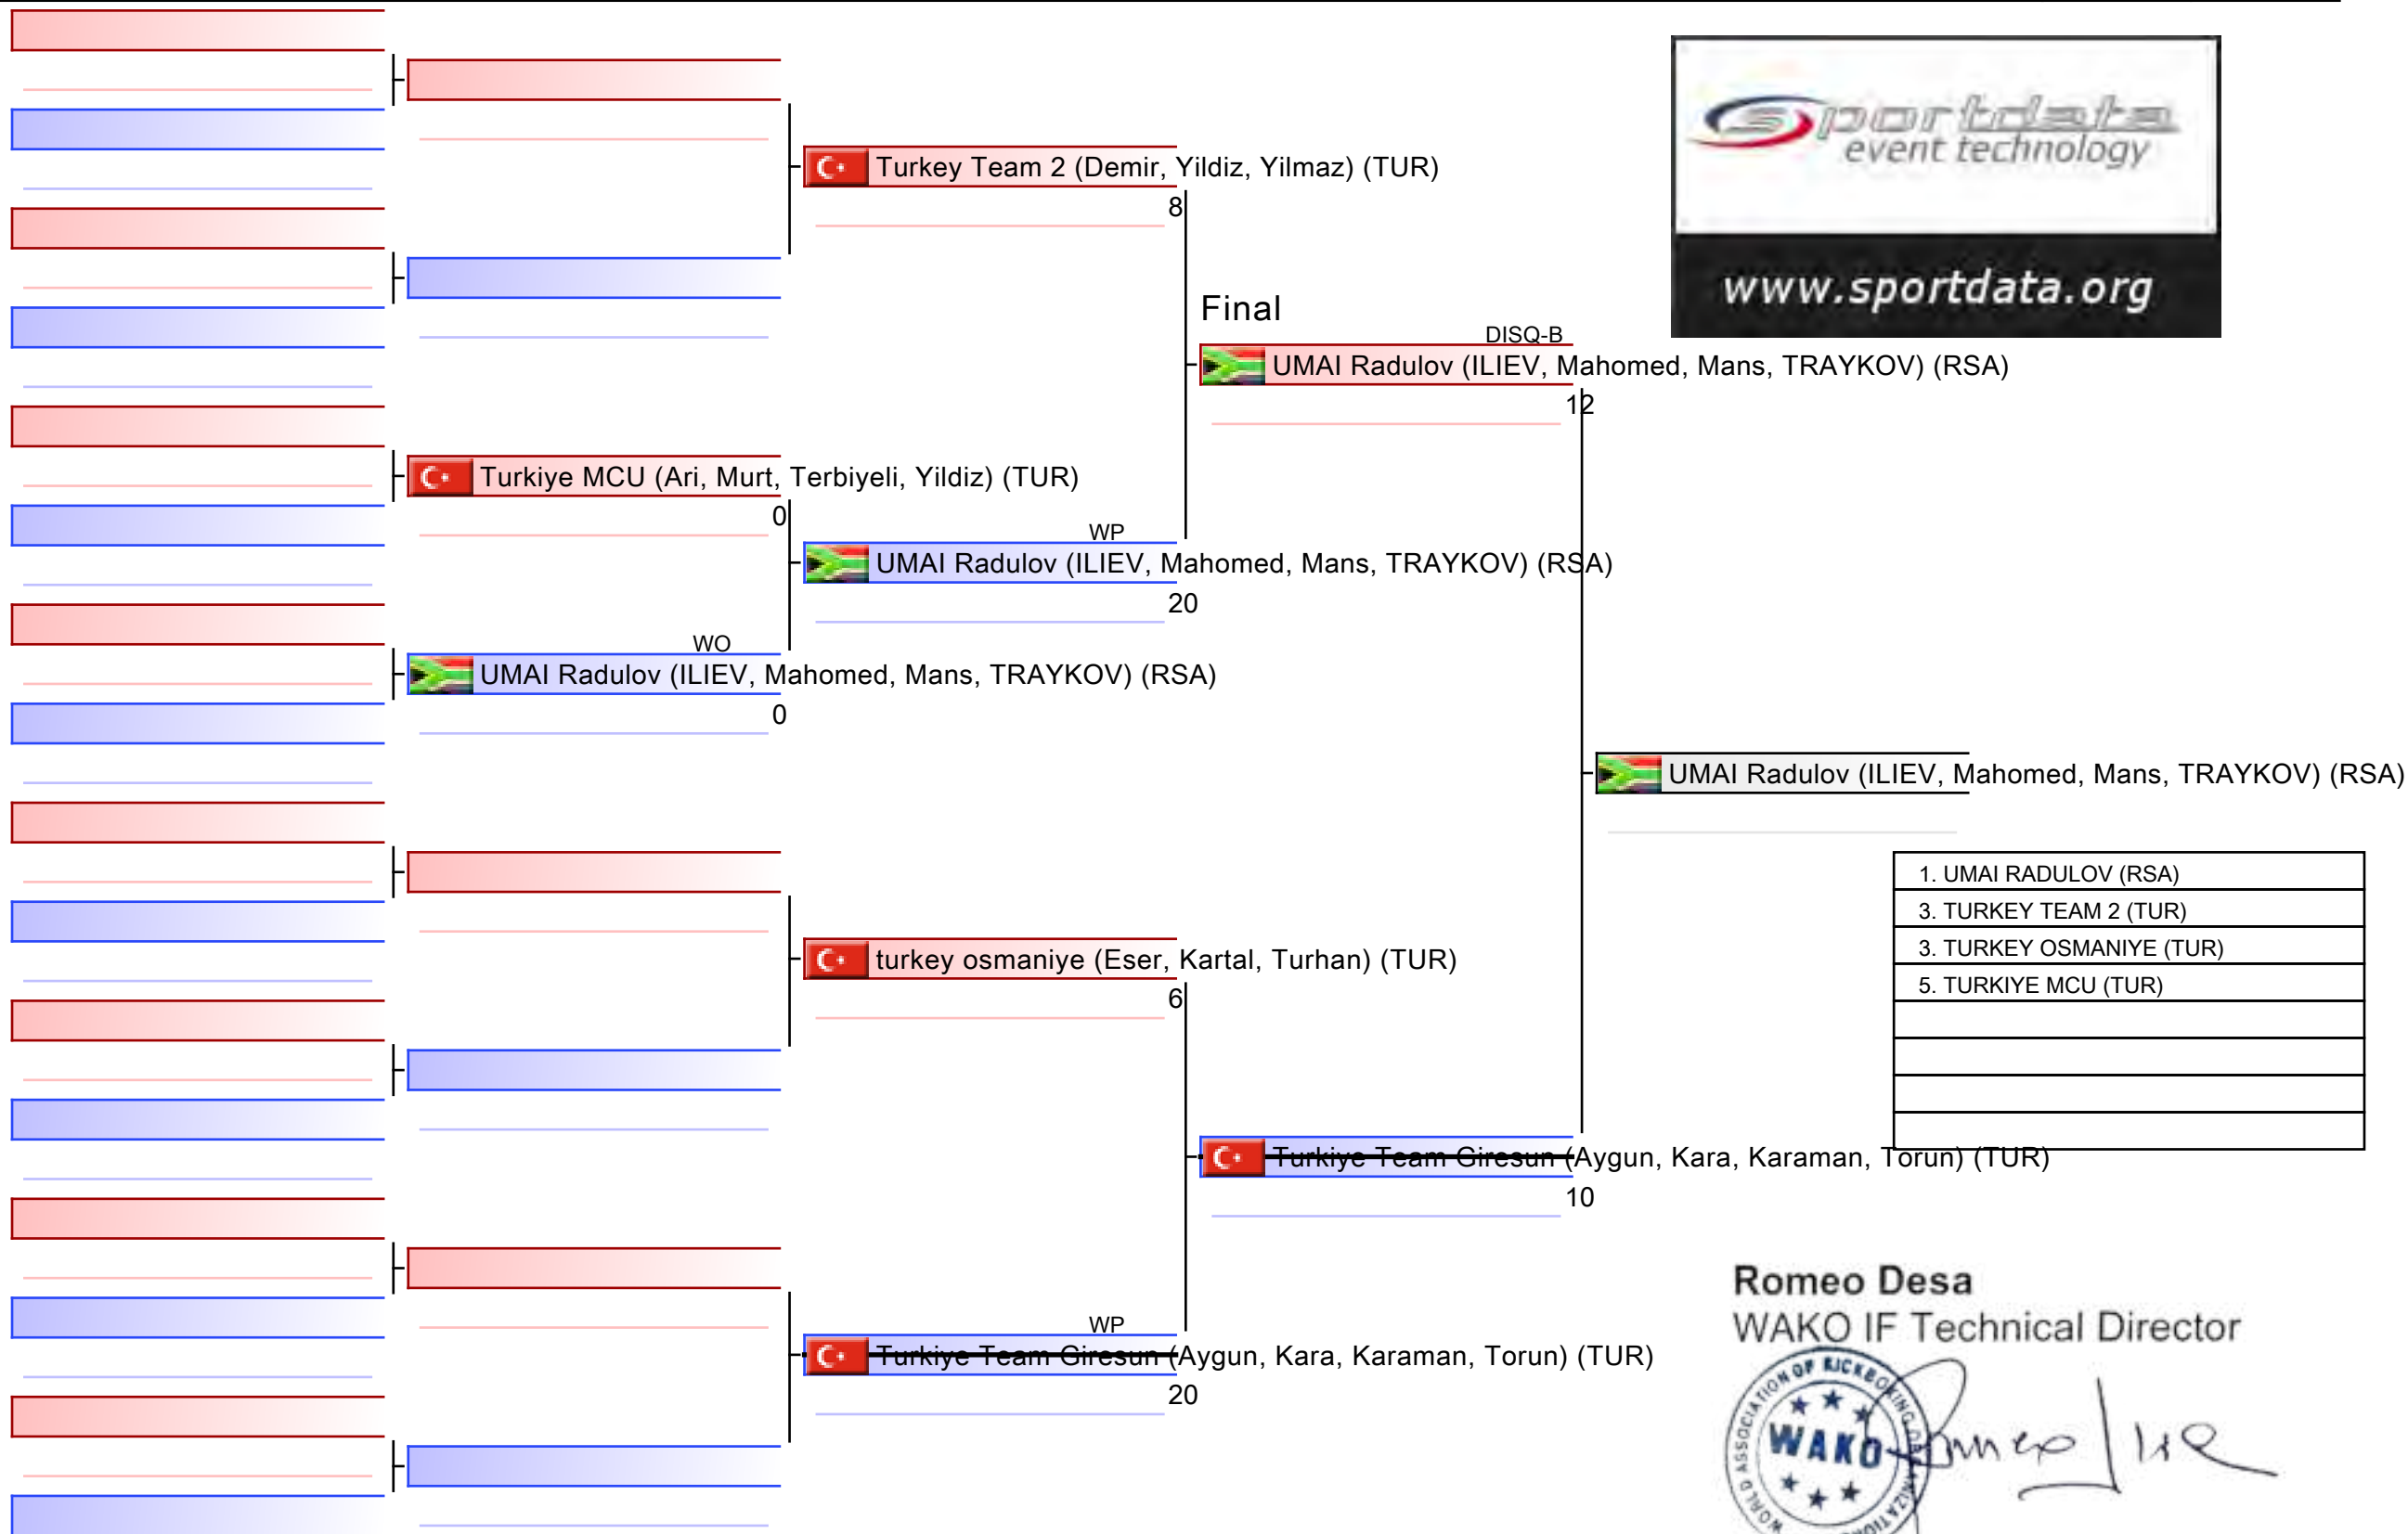 sportdata
event technology
www.sportdata.org
Turkey Team 2 (Demir, Yildiz, Yilmaz) (TUR)
8
Final
DISQ-B
UMAI Radulov (ILIEV, Mahomed, Mans, TRAYKOV) (RSA)
12
Turkiye MCU (Ari, Murt, Terbiyeli, Yildiz) (TUR)
0
WP
UMAI Radulov (ILIEV, Mahomed, Mans, TRAYKOV) (RSA)
20
WO
UMAI Radulov (ILIEV, Mahomed, Mans, TRAYKOV) (RSA)
0
UMAI Radulov (ILIEV, Mahomed, Mans, TRAYKOV) (RSA)
1. UMAI RADULOV (RSA)
3. TURKEY TEAM 2 (TUR)
3. TURKEY OSMANIYE (TUR)
5. TURKIYE MCU (TUR)
turkey osmaniye (Eser, Kartal, Turhan) (TUR)
6
Turkiye Team Giresun (Aygun, Kara, Karaman, Torun) (TUR)
10
WP
Turkiye Team Giresun (Aygun, Kara, Karaman, Torun) (TUR)
20
Romeo Desa
WAKO IF Technical Director
WORLD ASSOCIATION OF KICKBOXING
WAKO